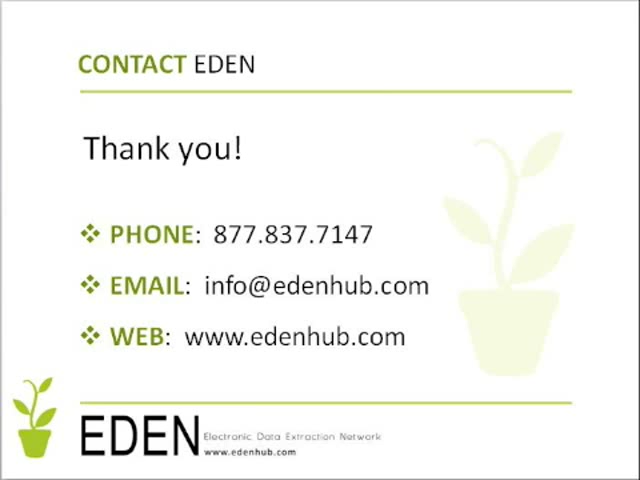 CONTACT EDEN
Thank you!
❖ PHONE: 877.837.7147
❖ EMAIL: info@edenhub.com
❖ WEB: www.edenhub.com
EDEN Electronic Data Extraction Network
www.edenhub.com